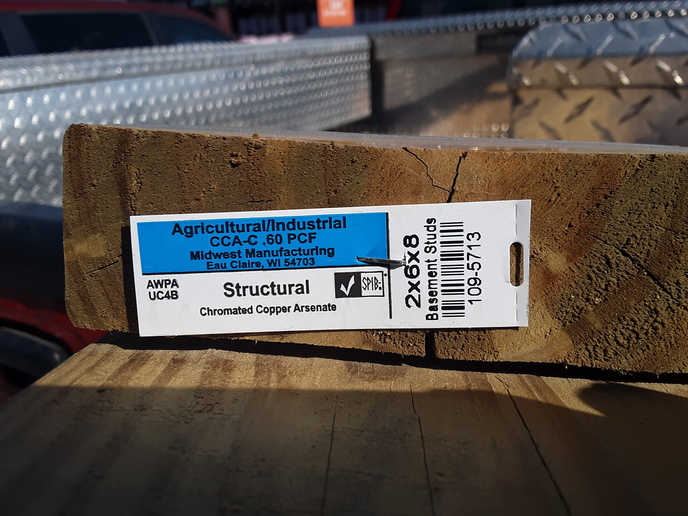 Agricultural/Industrial
CCA-C .60 PCF
Midwest Manufacturing
Eau Claire, WI 54703
AWPA
UC4B
Structural
SPIB
Chromated Copper Arsenate
2x6x8
Basement Studs
109-5713